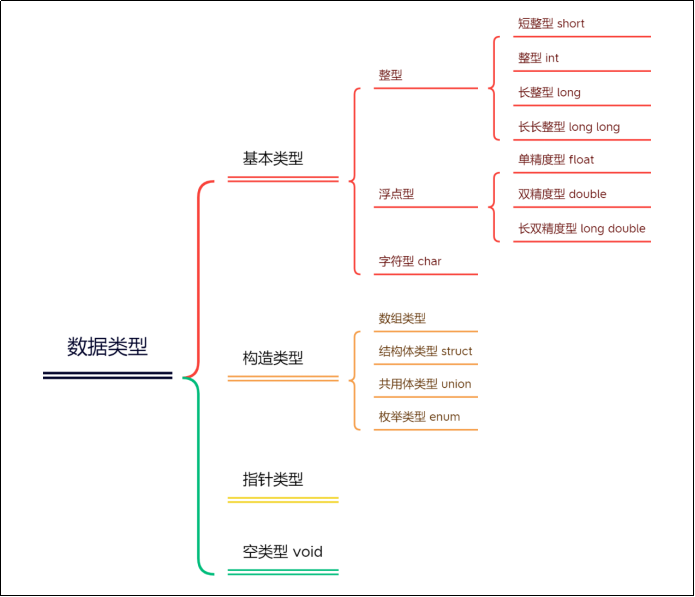 数据类型
基本类型
整型
短整型 short
整型 int
长整型 long
长长整型 long long
浮点型
单精度型 float
双精度型 double
长双精度型 long double
字符型 char
构造类型
数组类型
结构体类型 struct
共用体类型 union
枚举类型 enum
指针类型
空类型 void